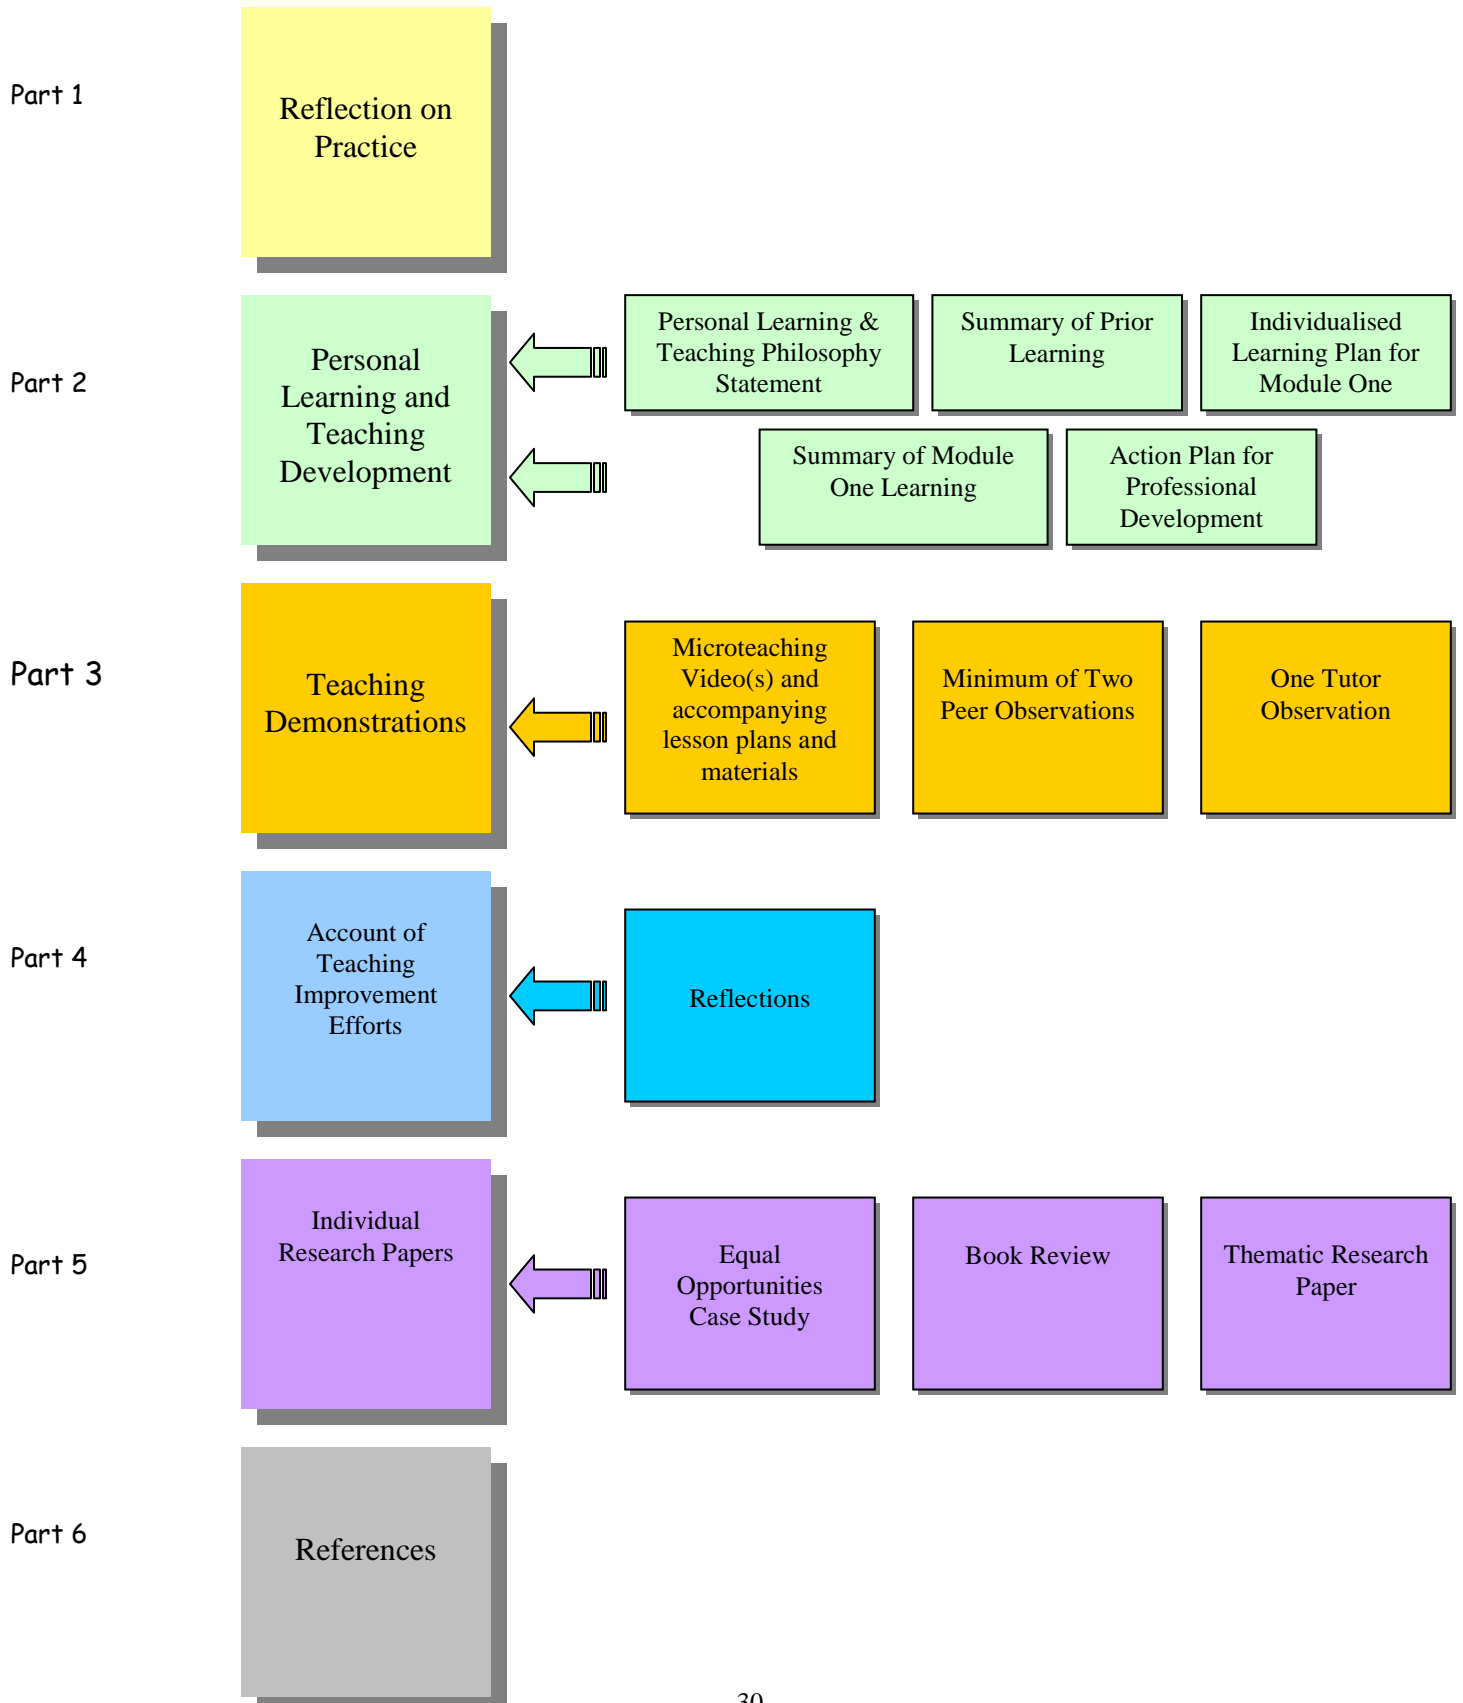 Part 1
Reflection on
Practice
Part 2
Personal
Learning and
Teaching
Development
Personal Learning &
Teaching Philosophy
Statement
Summary of Prior
Learning
Individualised
Learning Plan for
Module One
Summary of Module
One Learning
Action Plan for
Professional
Development
Part 3
Teaching
Demonstrations
Microteaching
Video(s) and
accompanying
lesson plans and
materials
Minimum of Two
Peer Observations
One Tutor
Observation
Part 4
Account of
Teaching
Improvement
Efforts
Reflections
Part 5
Individual
Research Papers
Equal
Opportunities
Case Study
Book Review
Thematic Research
Paper
Part 6
References
30